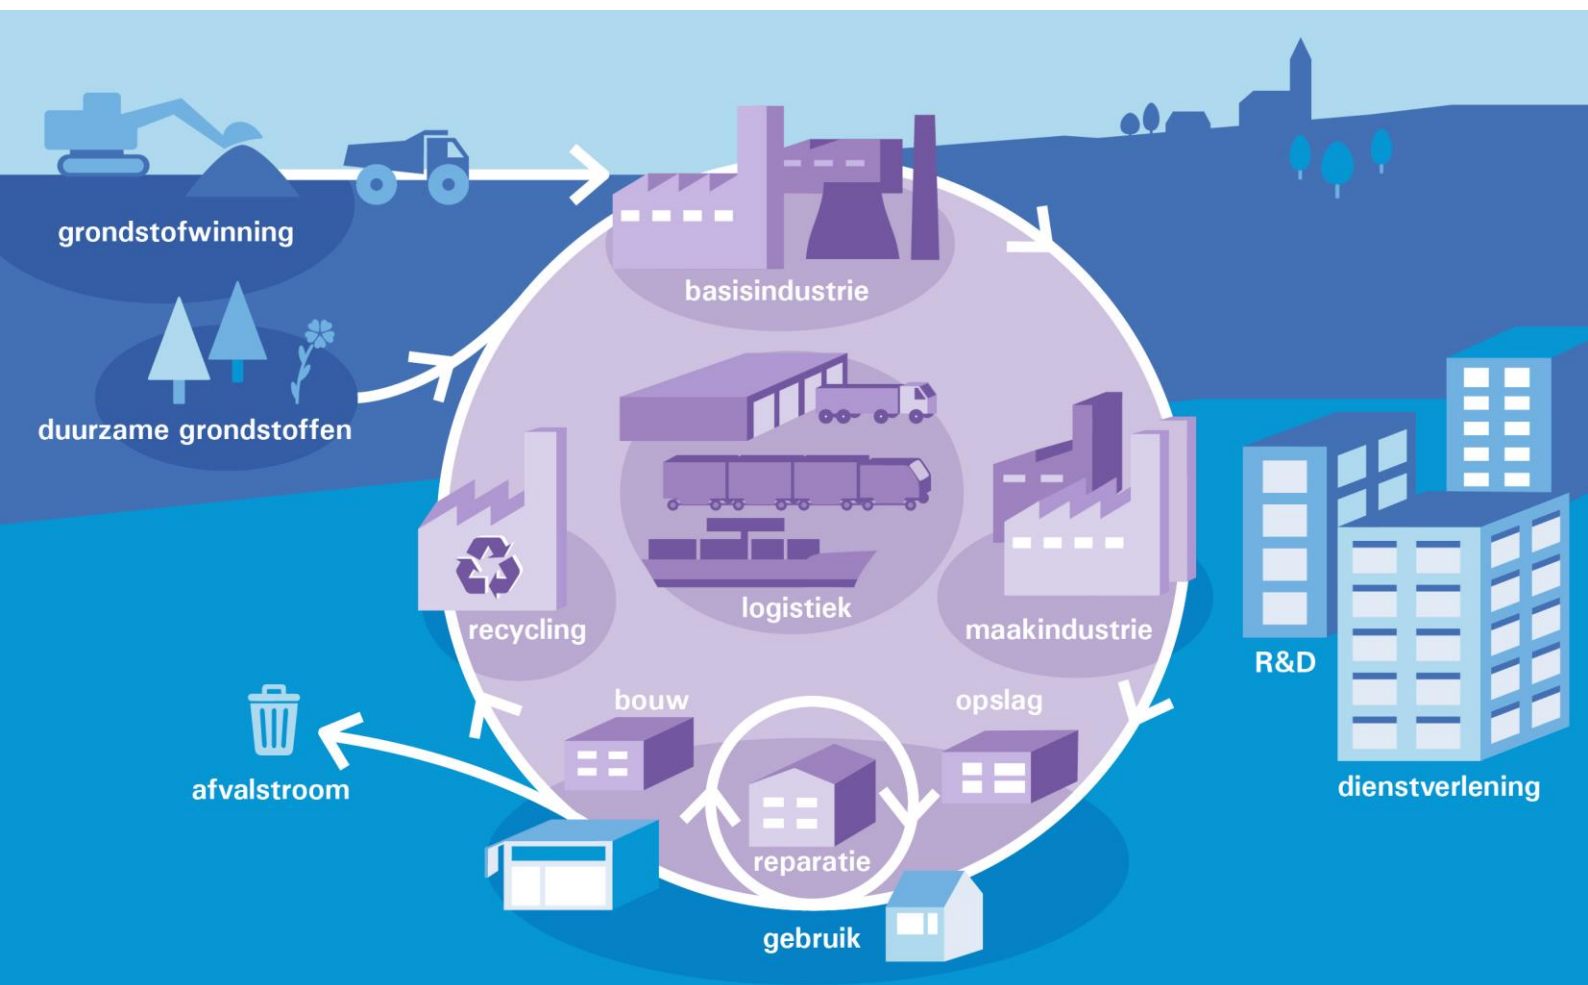 grondstofwinning
basisindustrie
duurzame grondstoffen
logistiek
recycling
maakindustrie
R&D
bouw
opslag
afvalstroom
dienstverlening
reparatie
gebruik